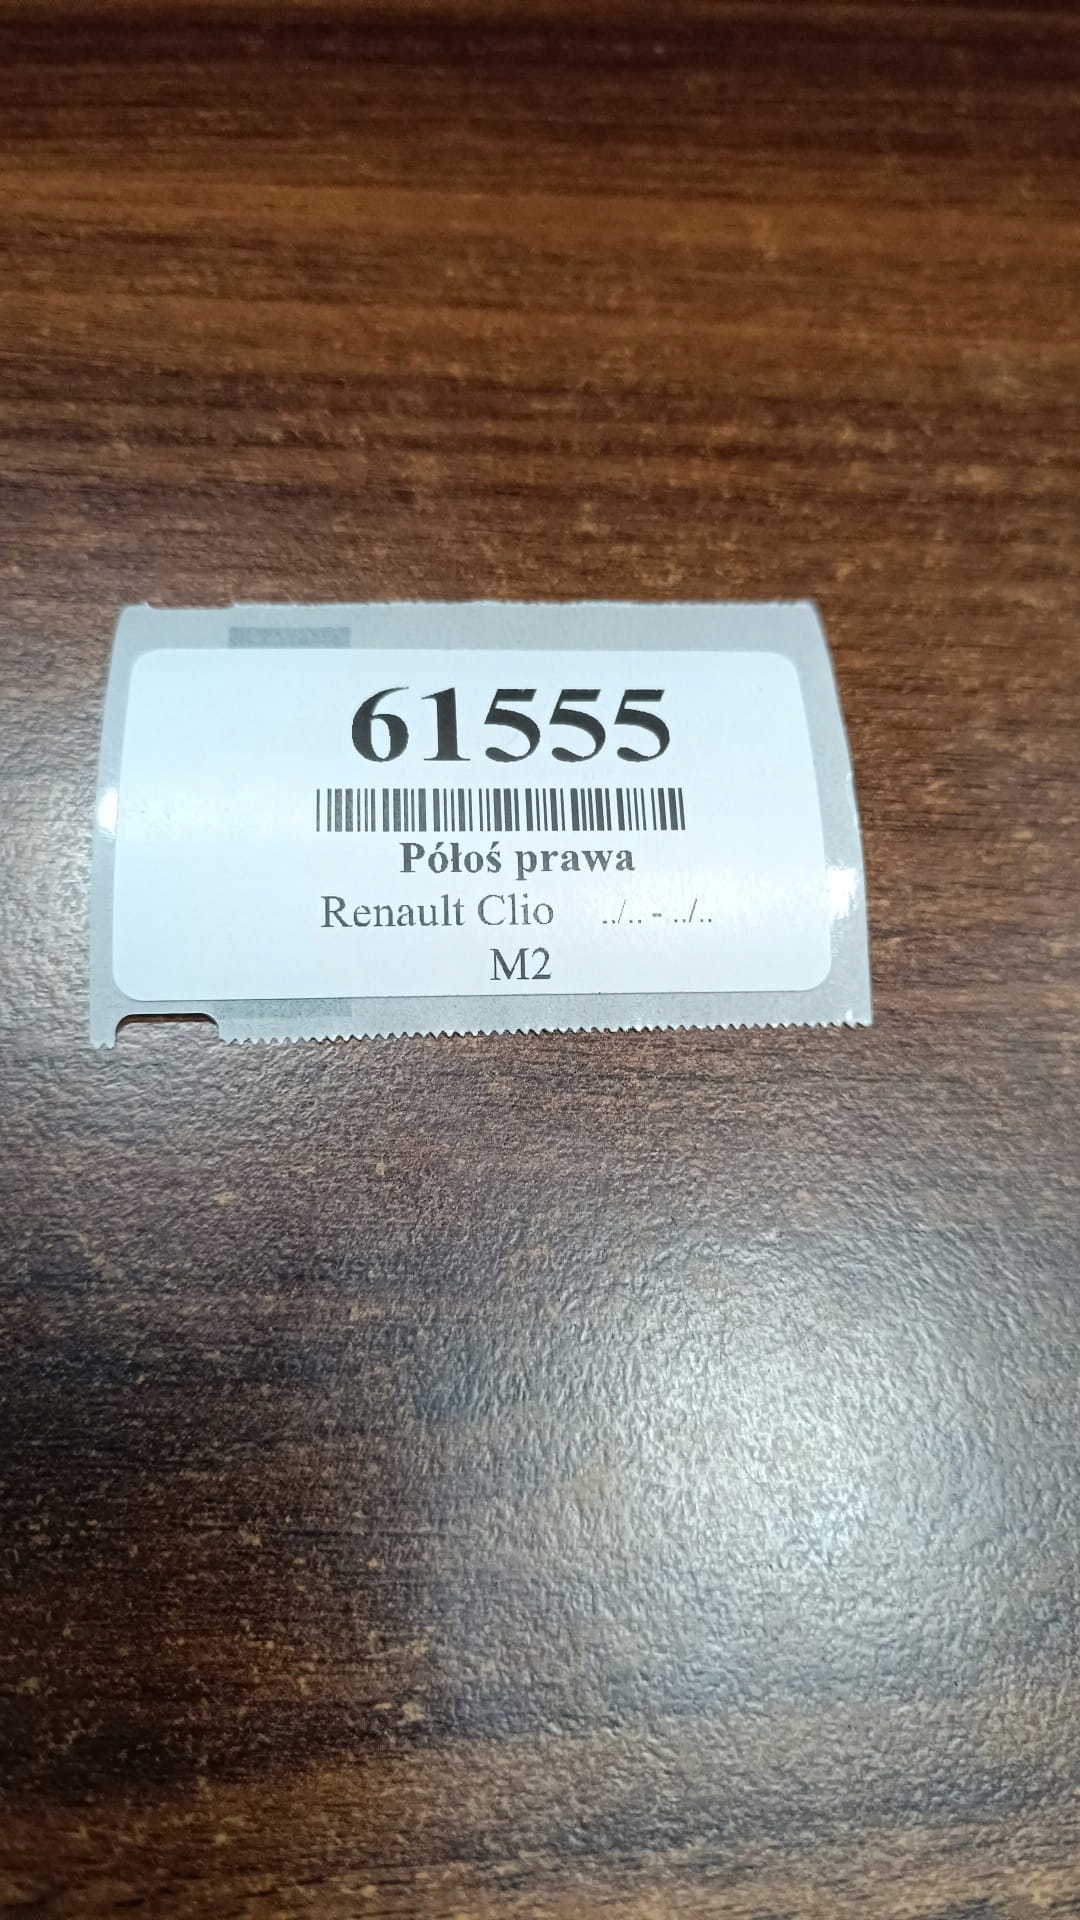 61555
Półoś prawa
Renault Clio ../.. - ../..
M2